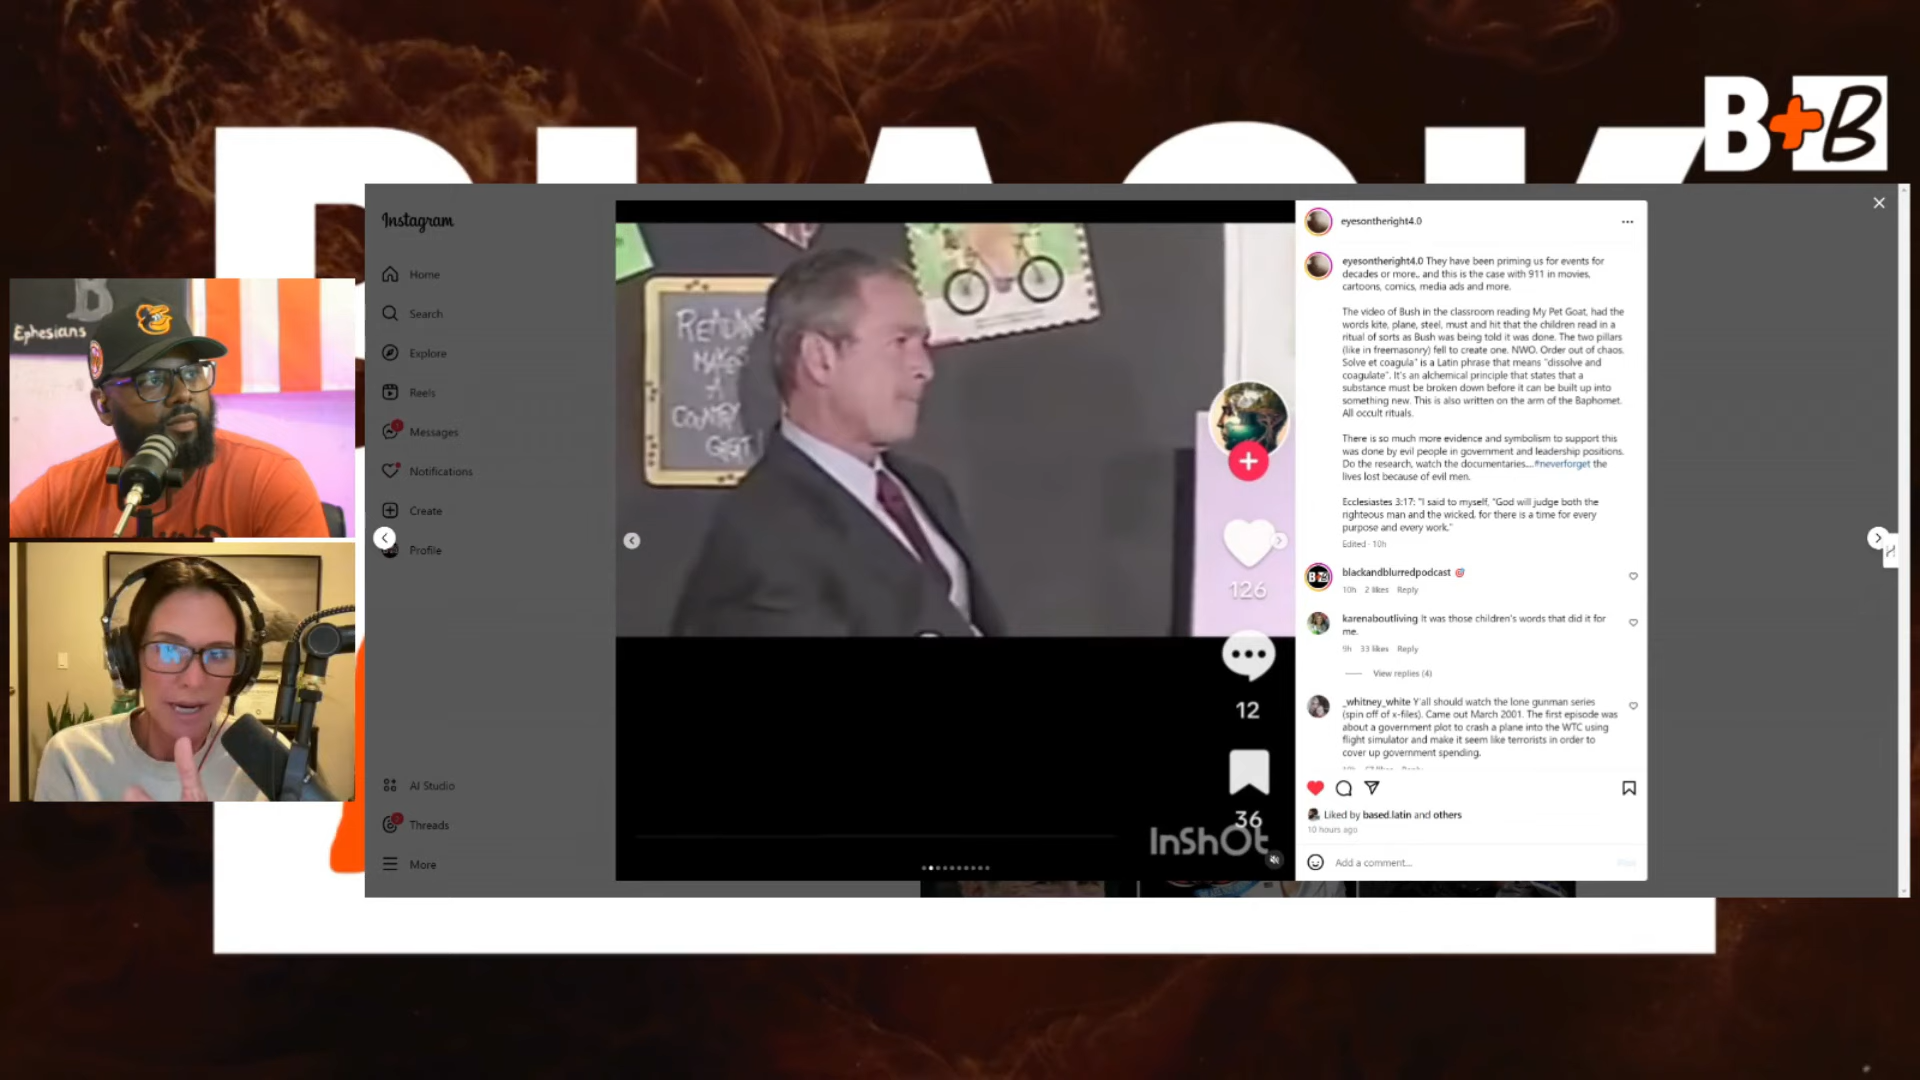 B+B
BLACK
Ephesians
Instagram
Home
Search
Explore
Reels
Messages
Notifications
Create
Profile
AI Studio
Threads
More
READING
MAKES
A
COUNTRY
GREAT!
126
12
36
InShot
eyesontheright4.0
eyesontheright4.0 They have been priming us for events for
decades or more,. and this is the case with 911 in movies,
cartoons, comics, media ads and more.
The video of Bush in the classroom reading My Pet Goat, had the
words kite, plane, steel, must and hit that the children read in a
ritual of sorts as Bush was being told it was done. The two pillars
(like in freemasonry) fell to create one. NWO. Order out of chaos.
Solve et coagula" is a Latin phrase that means "dissolve and
coagulate". It's an alchemical principle that states that a
substance must be broken down before it can be built up into
something new. This is also written on the arm of the Baphomet.
All occult rituals.
There is so much more evidence and symbolism to support this
was done by evil people in government and leadership positions.
Do the research, watch the documentaries....#neverforget the
lives lost because of evil men.
Ecclesiastes 3:17: "I said to myself, "God will judge both the
righteous man and the wicked, for there is a time for every
purpose and every work."
Edited · 10h
blackandblurredpodcast 🎯
10h 2 likes Reply
karenaboutliving It was those children's words that did it for
me.
9h 33 likes Reply
View replies (4)
_whitney_white Y'all should watch the lone gunman series
(spin off of x-files). Came out March 2001. The first episode was
about a government plot to crash a plane into the WTC using
flight simulator and make it seem like terrorists in order to
cover up government spending.
Liked by based.latin and others
10 hours ago
Add a comment...
Post